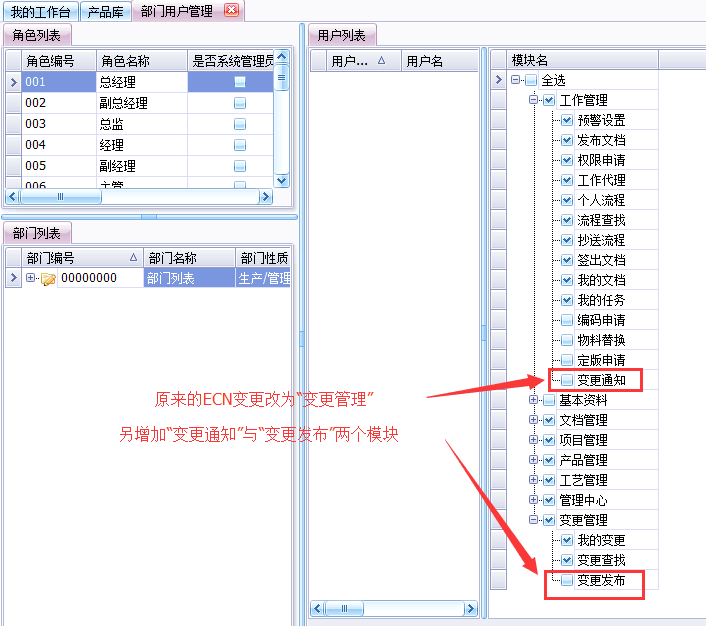 我的工作台 产品库 部门用户管理
角色列表
角色编号 角色名称 是否系统管理员
001 总经理
002 副总经理
003 总监
004 经理
005 副经理
006 主管
部门列表
部门编号 部门名称 部门性质
00000000 部门列表 生产/管理
用户列表
用户... 用户名
模块名
全选
工作管理
预警设置
发布文档
权限申请
工作代理
个人流程
流程查找
抄送流程
签出文档
我的文档
我的任务
编码申请
物料替换
定版申请
变更通知
基本资料
文档管理
项目管理
产品管理
工艺管理
管理中心
变更管理
我的变更
变更查找
变更发布
原来的ECN变更改为“变更管理”
另增加“变更通知”与“变更发布”两个模块